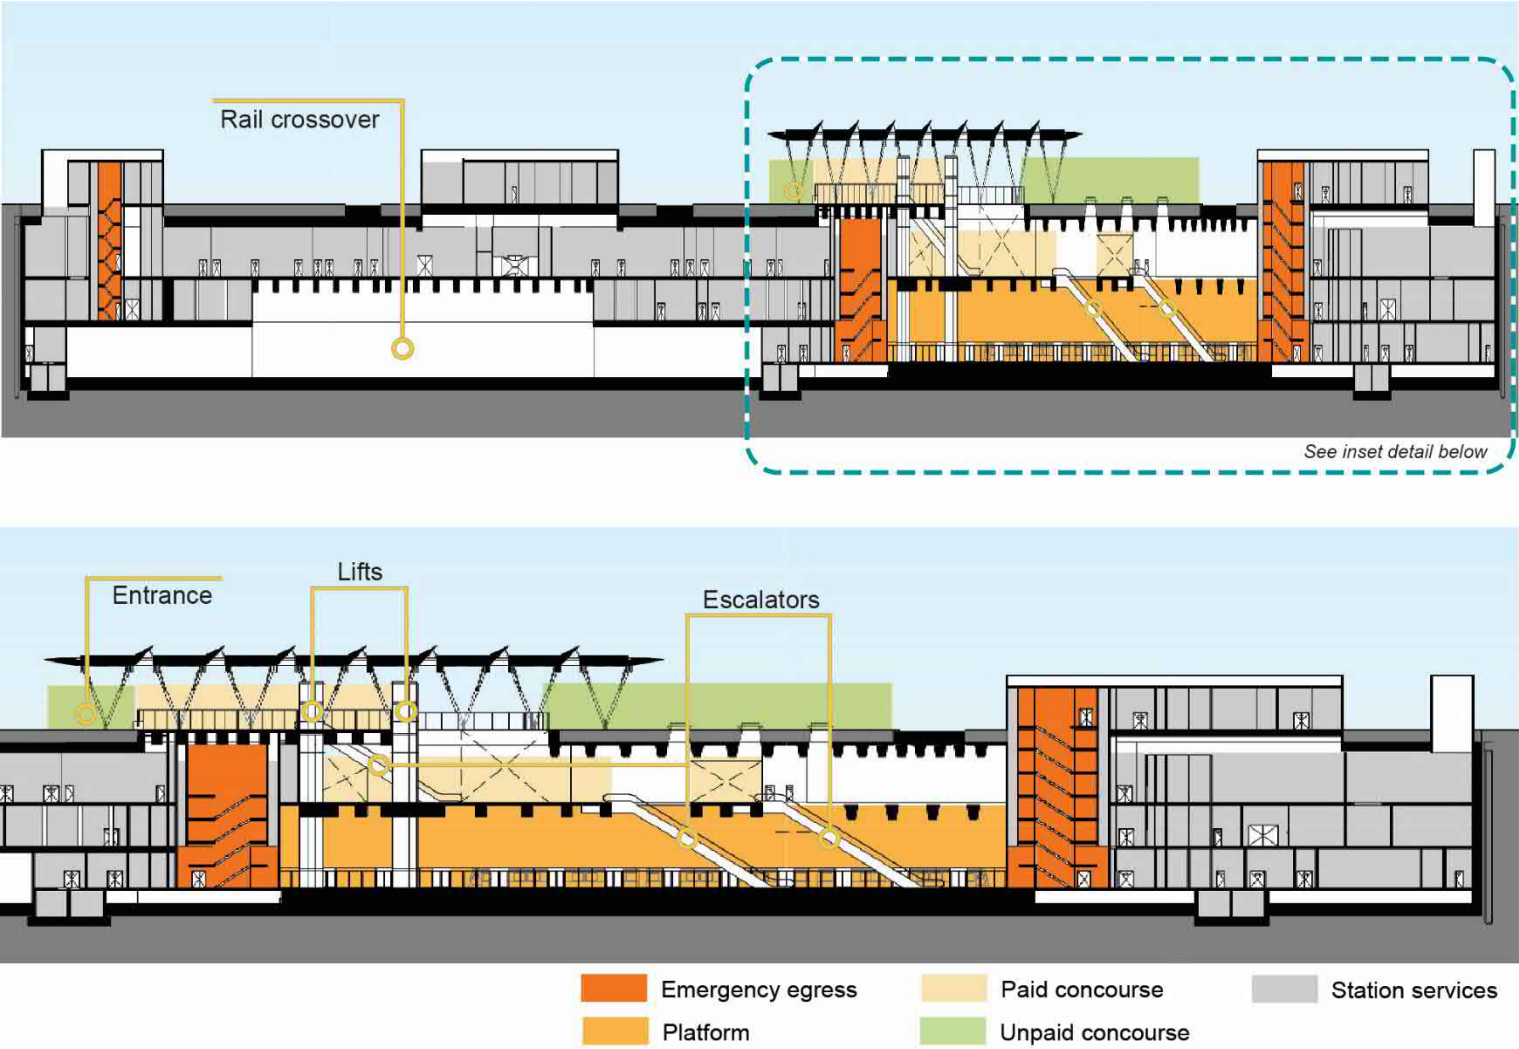 Rail crossover
See inset detail below
Entrance
Lifts
Escalators
Emergency egress
Paid concourse
Station services
Platform
Unpaid concourse